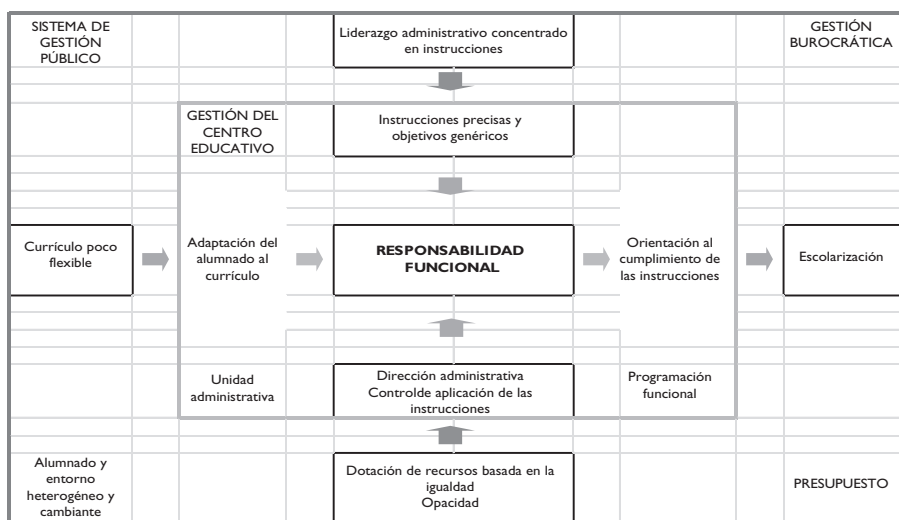 SISTEMA DE
GESTIÓN
PÚBLICO
Liderazgo administrativo concentrado
en instrucciones
GESTIÓN
BUROCRÁTICA
GESTIÓN DEL
CENTRO
EDUCATIVO
Instrucciones precisas y
objetivos genéricos
Currículo poco
flexible
Adaptación del
alumnado al
currículo
RESPONSABILIDAD
FUNCIONAL
Orientación al
cumplimiento de
las instrucciones
Escolarización
Unidad
administrativa
Dirección administrativa
Controlde aplicación de las
instrucciones
Programación
funcional
Alumnado y
entorno
heterogéneo y
cambiante
Dotación de recursos basada en la
igualdad
Opacidad
PRESUPUESTO